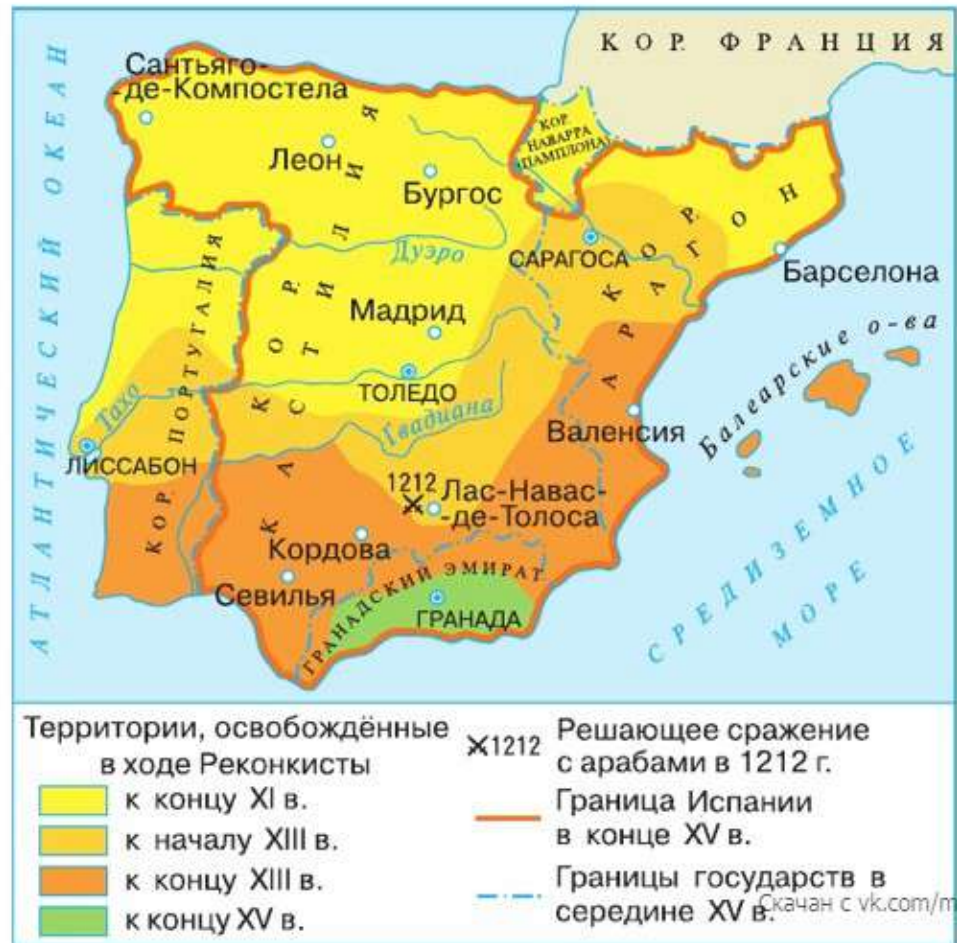 КОР. ФРАНЦИЯ
АТЛАНТИЧЕСКИЙ ОКЕАН
Сантьяго-
-де-Компостела
Леон
Бургос
КОР.
НАВАРРА
(ПАМПЛОНА)
КОР. КАСТИЛИЯ
Дуэро
САРАГОСА
КОР. АРАГОН
Барселона
Мадрид
ТОЛЕДО
Балеарские о-ва
КОР. ПОРТУГАЛИЯ
Тахо
ЛИССАБОН
Гвадиана
Валенсия
1212
Лас-Навас-
-де-Толоса
Кордова
Севилья
ГРАНАДСКИЙ ЭМИРАТ
ГРАНАДА
СРЕДИЗЕМНОЕ
МОРЕ
Территории, освобождённые
в ходе Реконкисты
к концу XI в.
к началу XIII в.
к концу XIII в.
к концу XV в.
1212 Решающее сражение
с арабами в 1212 г.
Граница Испании
в конце XV в.
Границы государств в
середине XV в.
Скачан с vk.com/m